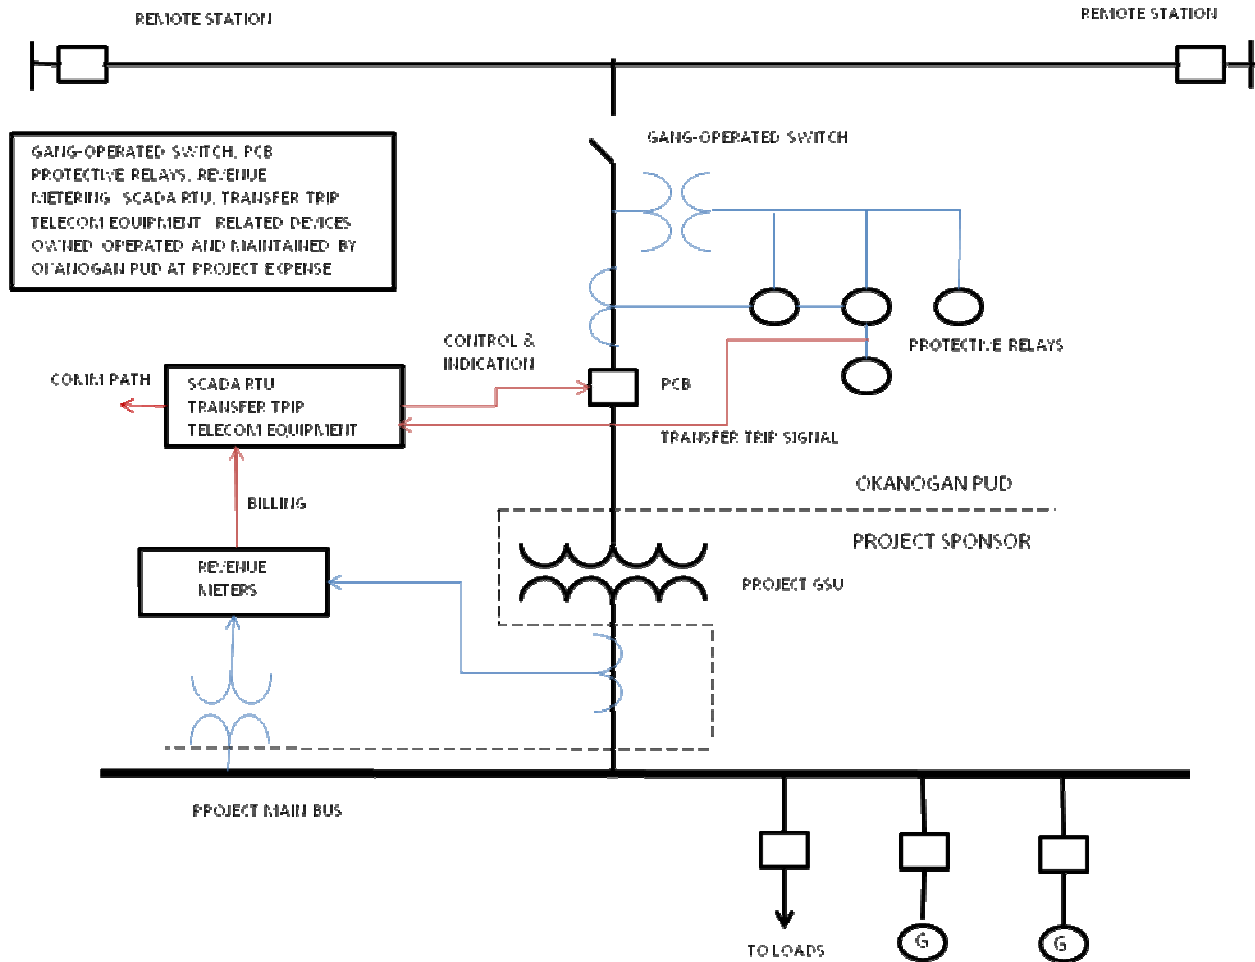 REMOTE STATION
REMOTE STATION
GANG-OPERATED SWITCH
GANG-OPERATED SWITCH, PCB
PROTECTIVE RELAYS, REVENUE
METERING SCADA RTU, TRANSFER TRIP
TELECOM EQUIPMENT RELATED DEVICES
OWNED OPERATED AND MAINTAINED BY
OKANOGAN PUD AT PROJECT EXPENSE
CONTROL &
INDICATION
PROTECTIVE RELAYS
COMM PATH
SCADA RTU
TRANSFER TRIP
TELECOM EQUIPMENT
PCB
TRANSFER TRIP SIGNAL
BILLING
OKANOGAN PUD
PROJECT SPONSOR
REVENUE
METERS
PROJECT GSU
PROJECT MAIN BUS
TO LOADS
G
G